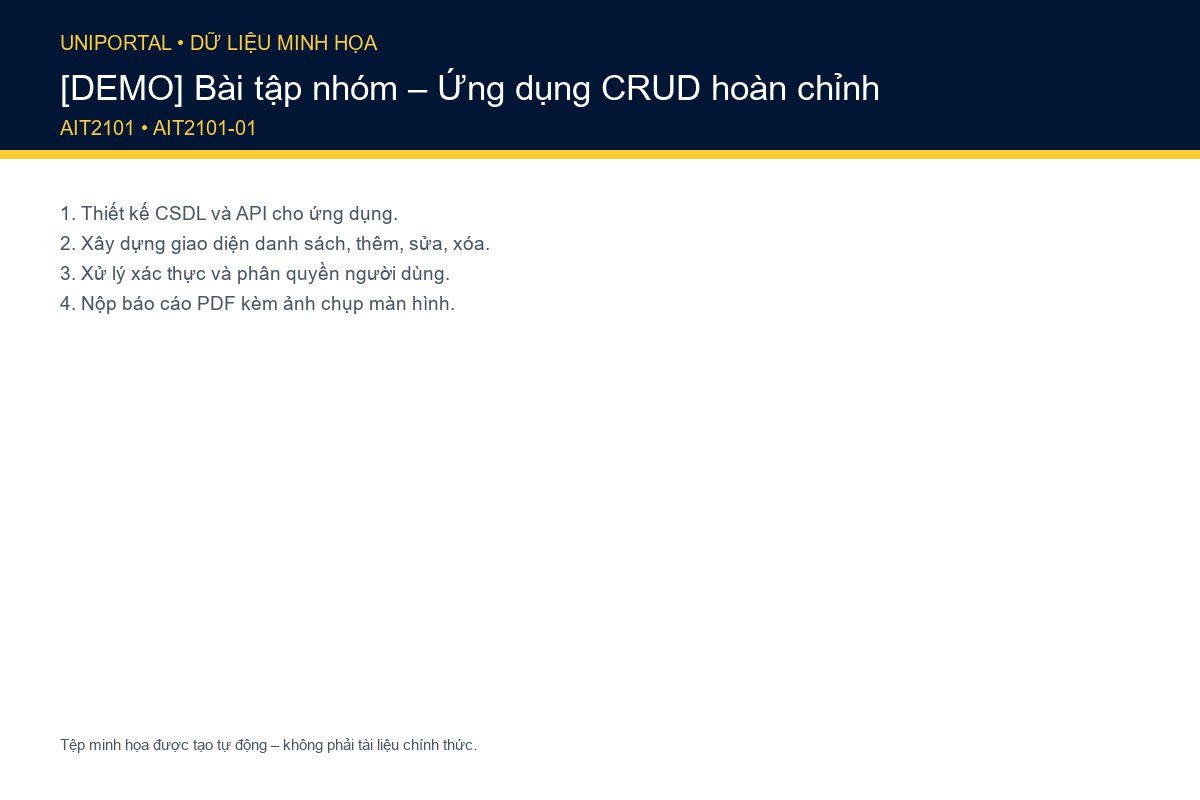 UNIPORTAL • DỮ LIỆU MINH HỌA
[DEMO] Bài tập nhóm – Ứng dụng CRUD hoàn chỉnh
AIT2101 • AIT2101-01
1. Thiết kế CSDL và API cho ứng dụng.
2. Xây dựng giao diện danh sách, thêm, sửa, xóa.
3. Xử lý xác thực và phân quyền người dùng.
4. Nộp báo cáo PDF kèm ảnh chụp màn hình.
Tệp minh họa được tạo tự động – không phải tài liệu chính thức.